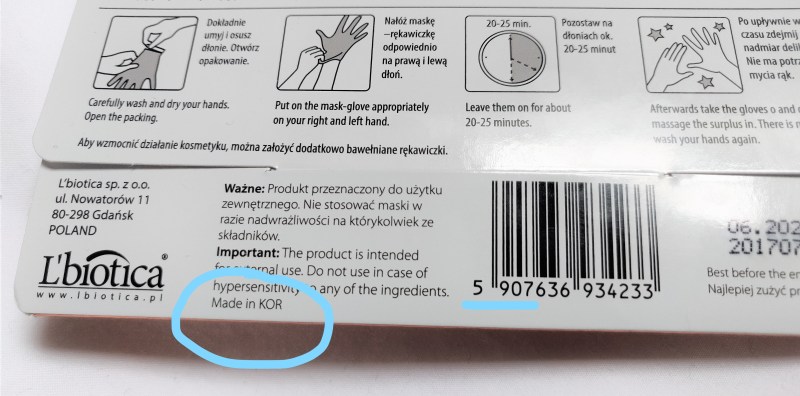 Dokładnie
umyj i osusz
dłonie. Otwórz
opakowanie.
Carefully wash and dry your hands.
Open the packing.
Nałóż maskę
–rękawiczkę
odpowiednio
na prawą i lewą
dłoń.
Put on the mask-glove appropriately
on your right and left hand.
20-25 min.
Pozostaw na
dłoniach ok.
20-25 minut
Leave them on for about
20-25 minutes.
Po upływnie w
czasu zdejmij
nadmiar deli
Nie ma potrz
mycia rąk.
Afterwards take the gloves o and
massage the surplus in. There is n
wash your hands again.
Aby wzmocnić działanie kosmetyku, można założyć dodatkowo bawełniane rękawiczki.
L'biotica sp. z o.o.
ul. Nowatorów 11
80-298 Gdańsk
POLAND
L'biotica®
www.lbiotica.pl
Ważne: Produkt przeznaczony do użytku
zewnętrznego. Nie stosować maski w
razie nadwrażliwości na którykolwiek ze
składników.
Important: The product is intended
for external use. Do not use in case of
hypersensitivity to any of the ingredients.
Made in KOR
5 907636 934233
06.202
201707
Best before the en
Najlepiej zużyć pr